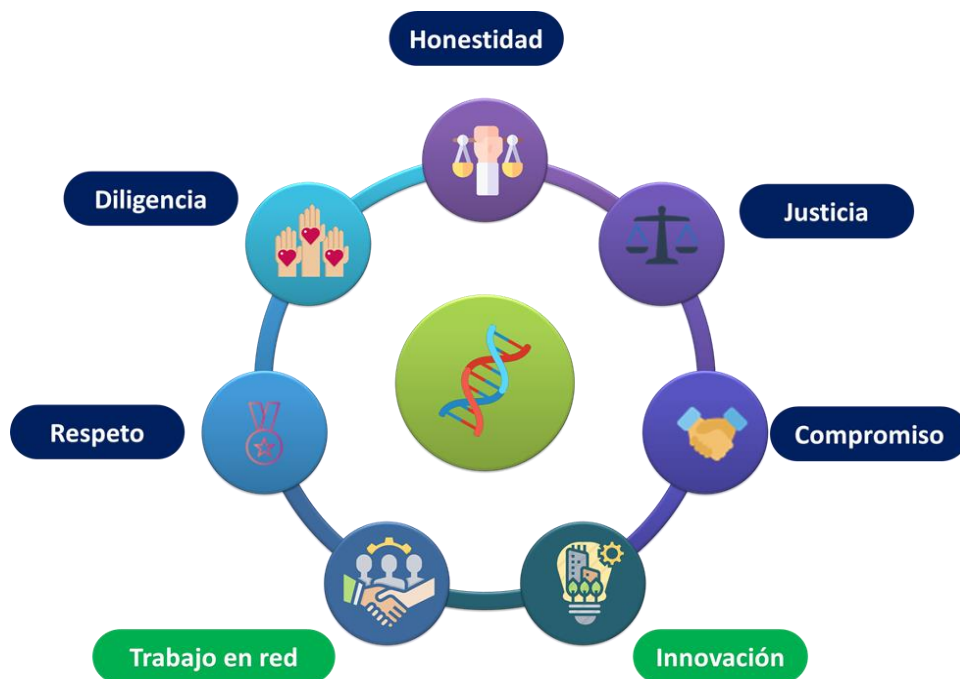 Honestidad
Diligencia
Justicia
Respeto
Compromiso
Trabajo en red
Innovación